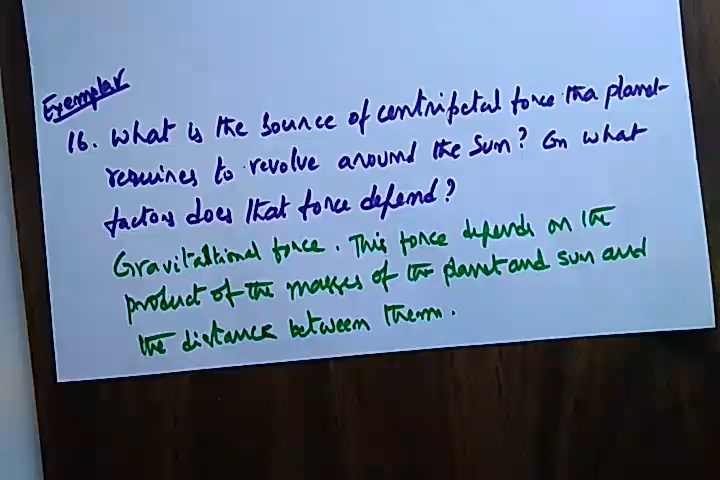 Exemplar
16. What is the source of centripetal force tha planet
requires to revolve around the Sun? On what
factors does that force depend?
Gravitational force. This force depends on the
product of the masses of the planet and sun and
the distance between them.